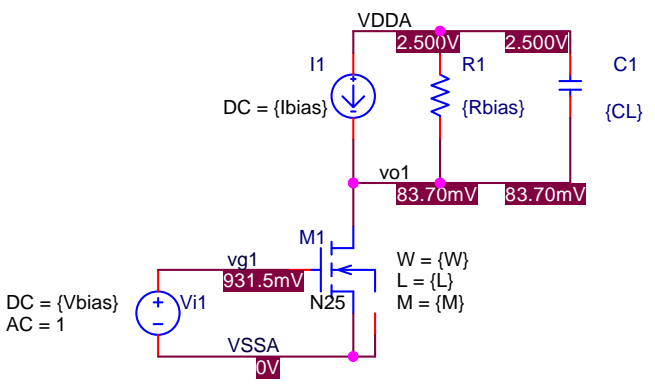 VDDA
2.500V 2.500V
I1 R1 C1
DC = {Ibias} {Rbias} {CL}
vo1
83.70mV 83.70mV
M1
vg1 W = {W}
931.5mV L = {L}
N25 M = {M}
DC = {Vbias} Vi1
AC = 1
VSSA
0V